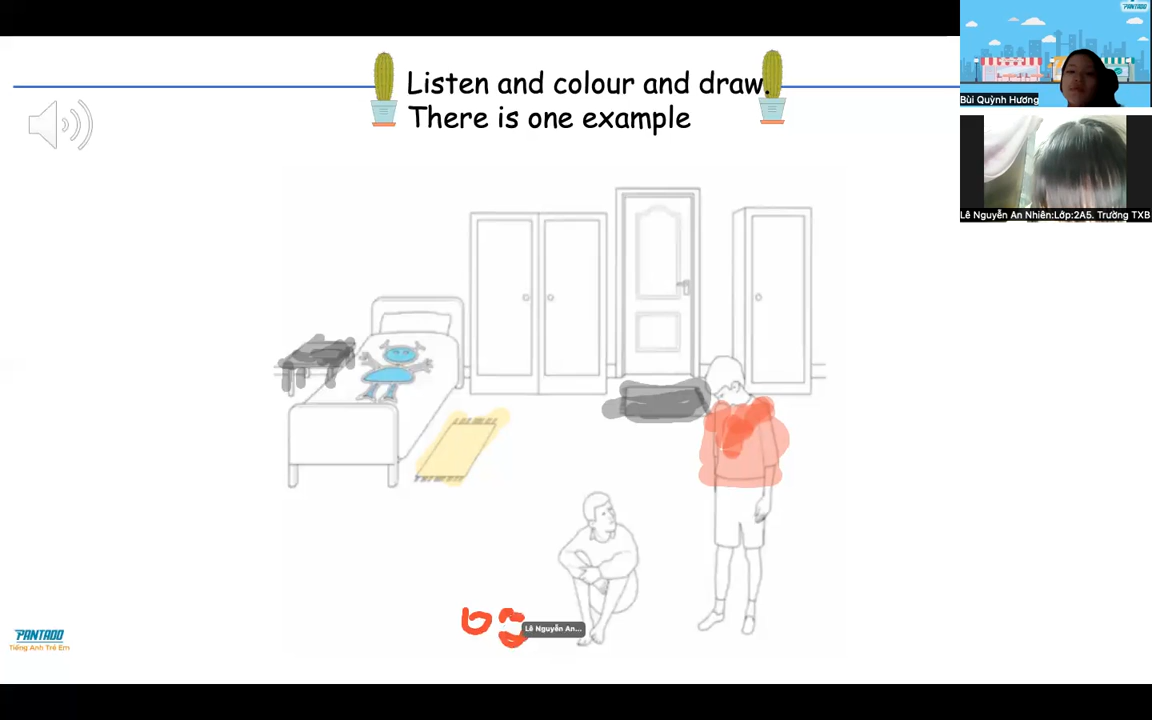 Listen and colour and draw.
There is one example
PANTADO
Bùi Quỳnh Hương
Lê Nguyễn An Nhiên:Lớp:2A5. Trường TXB
PANTADO
Tiếng Anh Trẻ Em
Lê Nguyễn An...